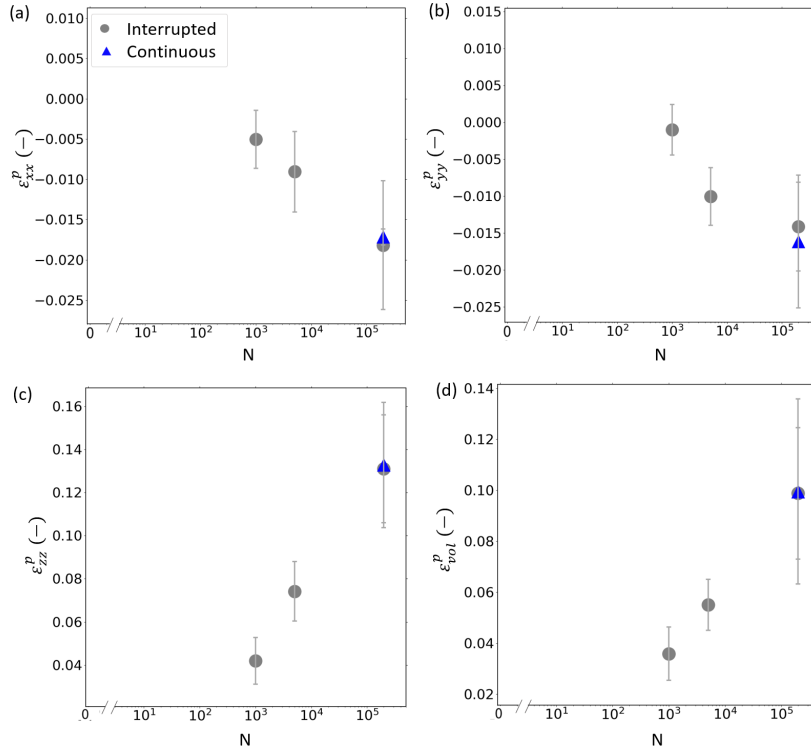 (a)
Interrupted
Continuous
0.010
0.005
0.000
−0.005
−0.010
−0.015
−0.020
−0.025
ε^p_xx (−)
0 10^1 10^2 10^3 10^4 10^5
N
(b)
0.015
0.010
0.005
0.000
−0.005
−0.010
−0.015
−0.020
−0.025
ε^p_yy (−)
0 10^1 10^2 10^3 10^4 10^5
N
(c)
0.16
0.14
0.12
0.10
0.08
0.06
0.04
ε^p_zz (−)
0 10^1 10^2 10^3 10^4 10^5
N
(d)
0.14
0.12
0.10
0.08
0.06
0.04
0.02
ε^p_vol (−)
0 10^1 10^2 10^3 10^4 10^5
N